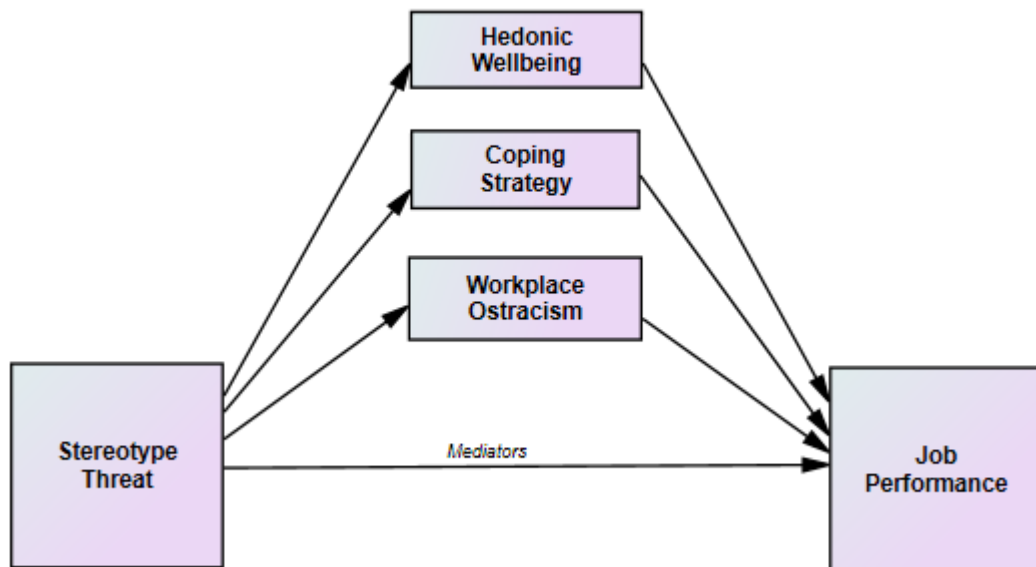 Hedonic
Wellbeing
Coping
Strategy
Workplace
Ostracism
Stereotype
Threat
Mediators
Job
Performance